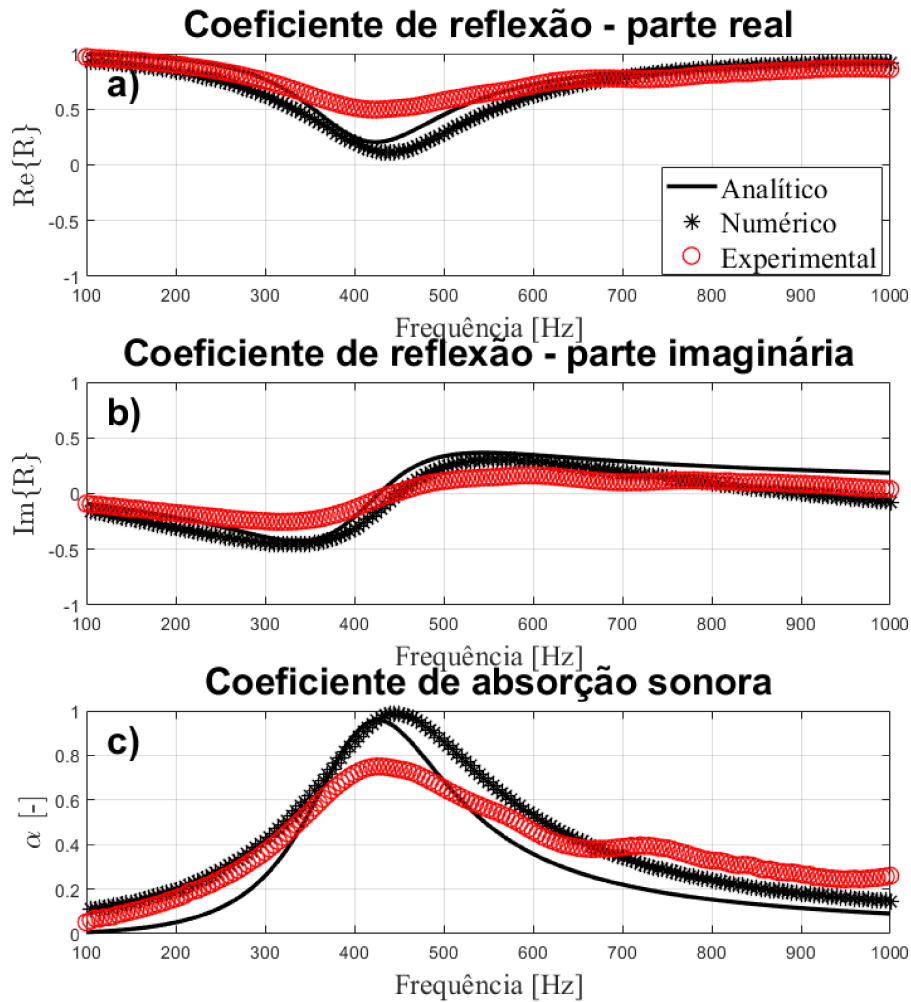 Coeficiente de reflexão - parte real
a)
Re{R}
1
0.5
0
-0.5
-1
Analítico
Numérico
Experimental
100 200 300 400 500 600 700 800 900 1000
Frequência [Hz]
Coeficiente de reflexão - parte imaginária
b)
Im{R}
1
0.5
0
-0.5
-1
100 200 300 400 500 600 700 800 900 1000
Frequência [Hz]
Coeficiente de absorção sonora
c)
α [-]
1
0.8
0.6
0.4
0.2
0
100 200 300 400 500 600 700 800 900 1000
Frequência [Hz]